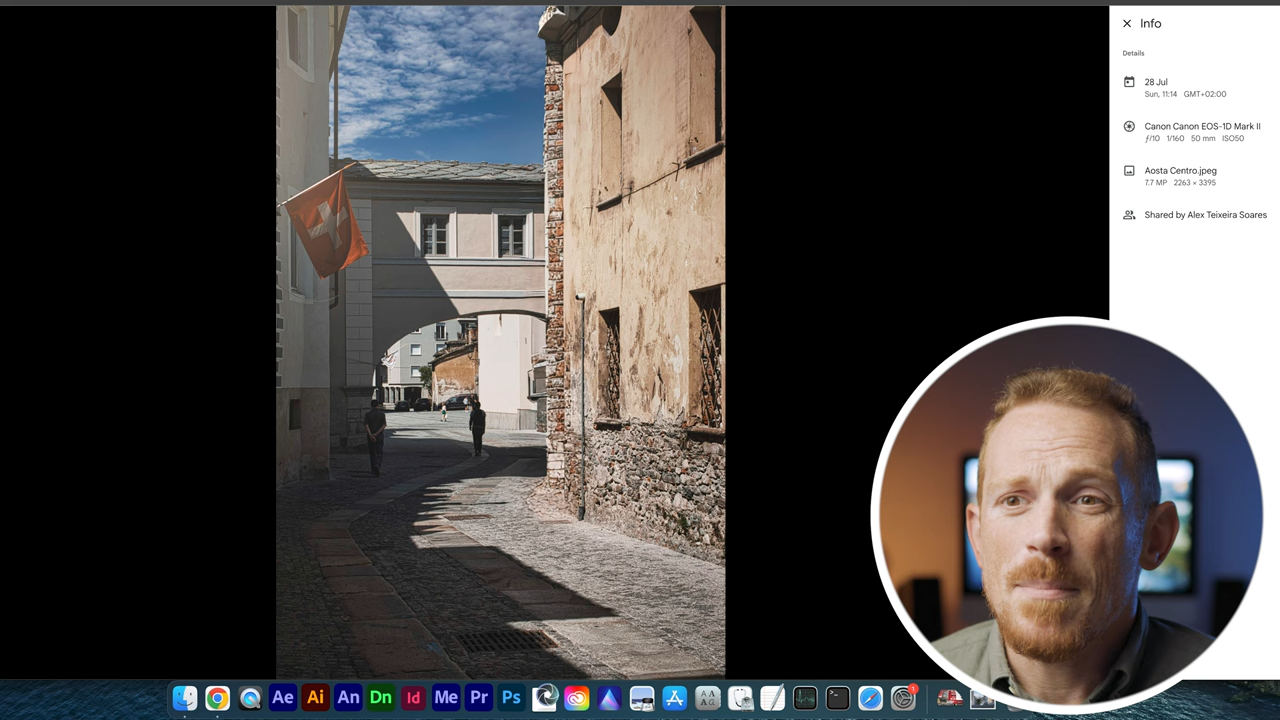 Info
Details
28 Jul
Sun, 11:14 GMT+02:00
Canon Canon EOS-1D Mark II
ƒ/10 1/160 50 mm ISO50
Aosta Centro.jpeg
7.7 MP 2263 × 3395
Shared by Alex Teixeira Soares
Ae Ai An Dn Id Me Pr Ps
1